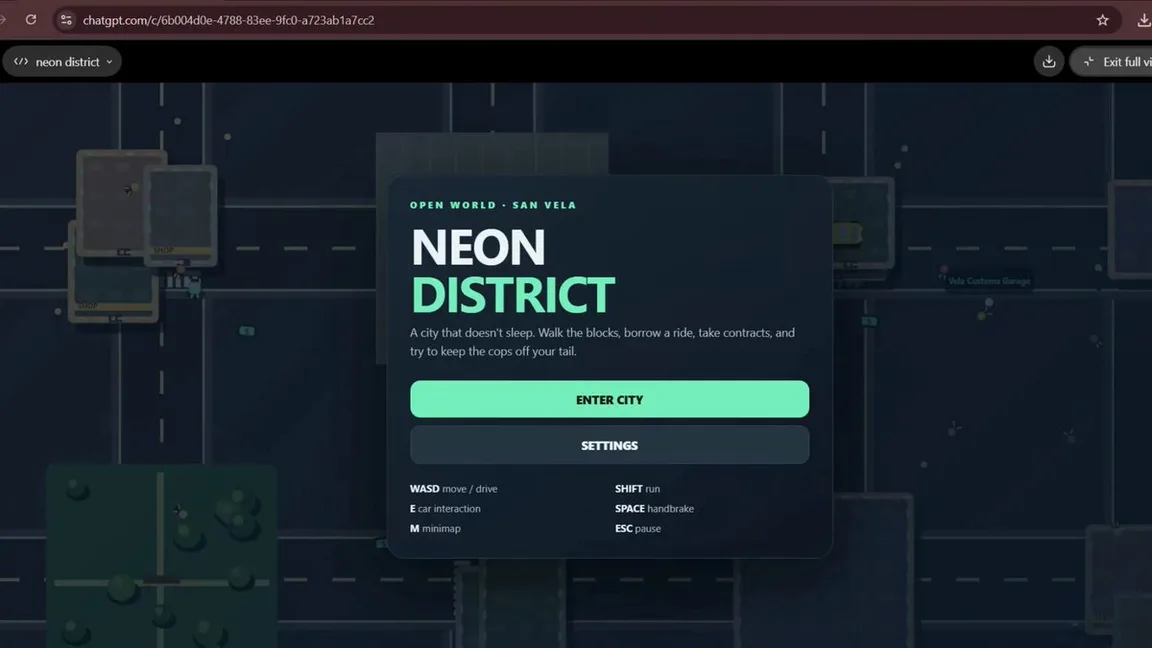 chatgpt.com/c/6b004d0e-4788-83ee-9fc0-a723ab1a7cc2
neon district
Exit full vi
OPEN WORLD · SAN VELA
NEON
DISTRICT
A city that doesn't sleep. Walk the blocks, borrow a ride, take contracts, and
try to keep the cops off your tail.
ENTER CITY
SETTINGS
WASD move / drive
SHIFT run
E car interaction
SPACE handbrake
M minimap
ESC pause
Vela Customs Garage
SHOP